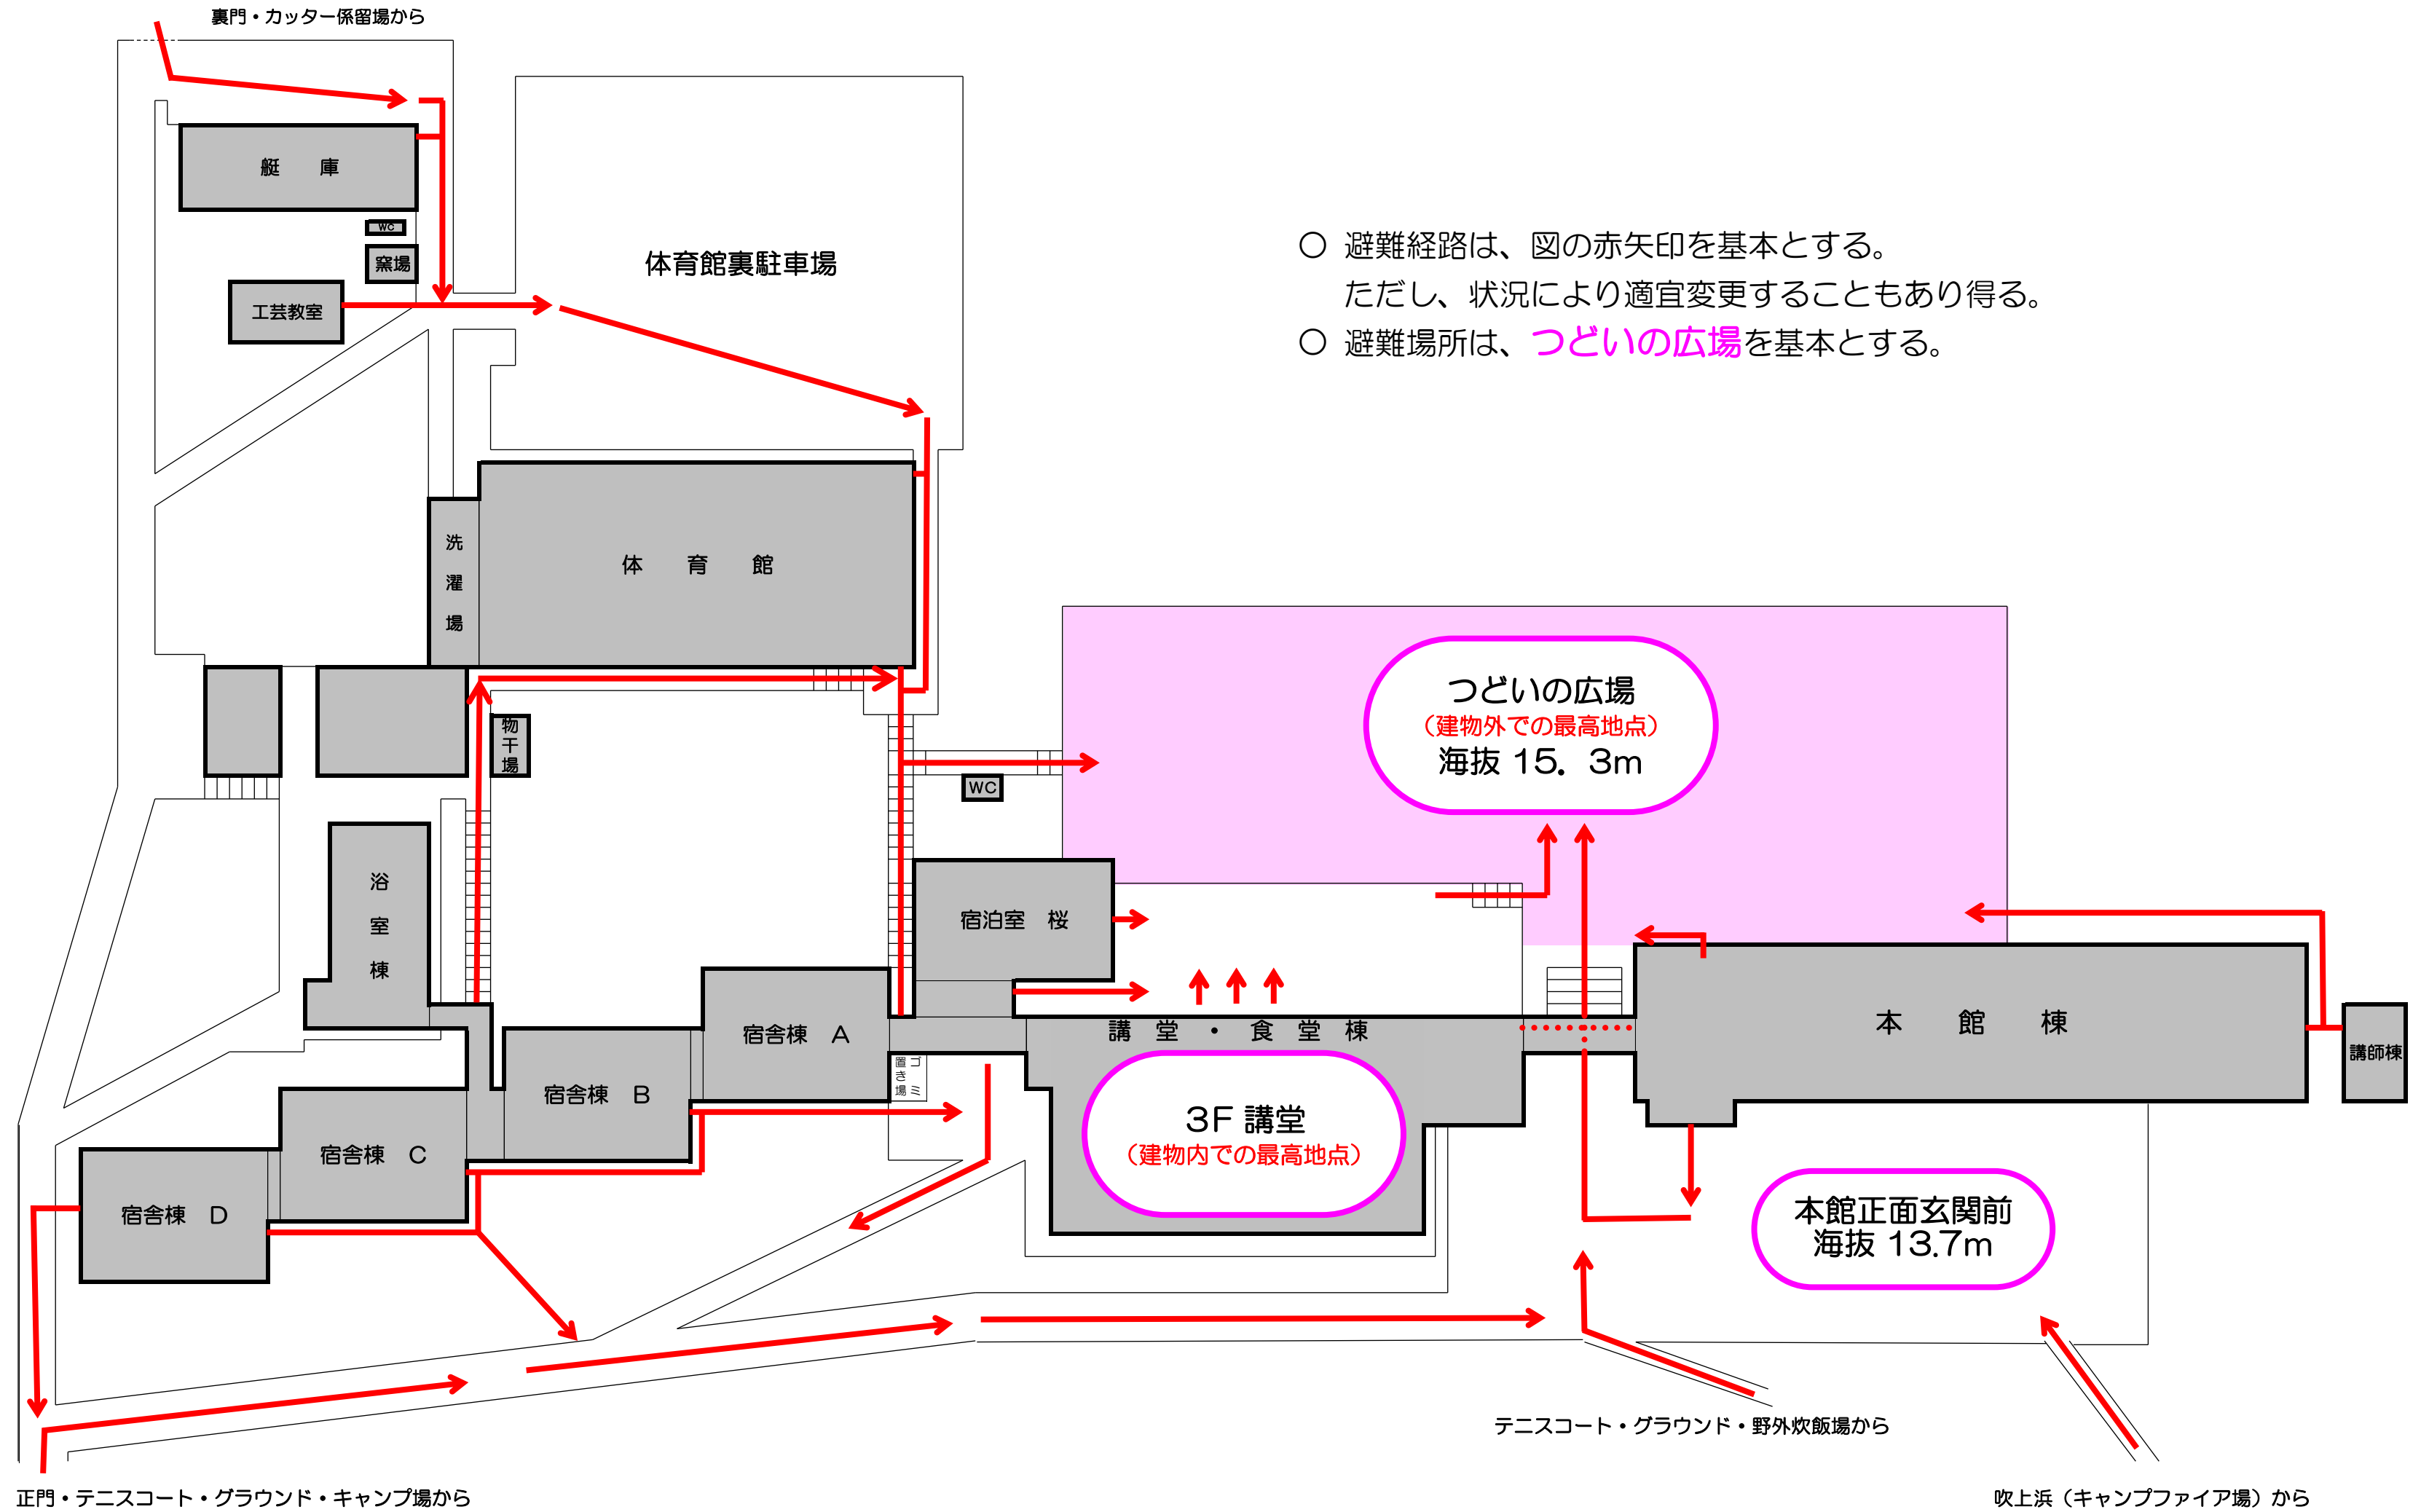 裏門・カッター係留場から
艇　庫
WC
窯場
工芸教室
体育館裏駐車場
○ 避難経路は、図の赤矢印を基本とする。
ただし、状況により適宜変更することもあり得る。
○ 避難場所は、つどいの広場を基本とする。
洗濯場
体　育　館
物干場
つどいの広場
（建物外での最高地点）
海抜 15．3m
WC
浴室棟
宿泊室　桜
宿舎棟　A
講　堂　・　食　堂　棟
本　館　棟
講師棟
ゴミ置き場
宿舎棟　B
3F 講堂
（建物内での最高地点）
宿舎棟　C
宿舎棟　D
本館正面玄関前
海抜 13.7m
テニスコート・グラウンド・野外炊飯場から
正門・テニスコート・グラウンド・キャンプ場から
吹上浜（キャンプファイア場）から